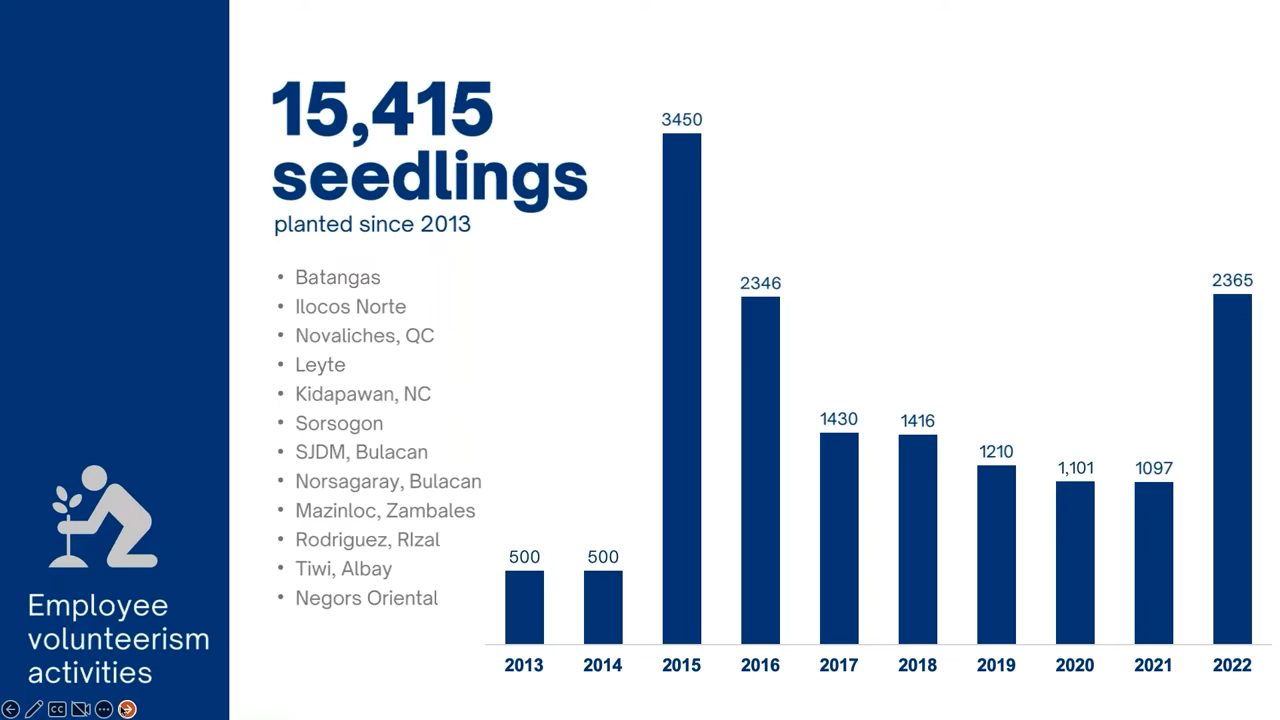 15,415
seedlings
planted since 2013
• Batangas
• Ilocos Norte
• Novaliches, QC
• Leyte
• Kidapawan, NC
• Sorsogon
• SJDM, Bulacan
• Norsagaray, Bulacan
• Mazinloc, Zambales
• Rodriguez, RIzal
• Tiwi, Albay
• Negors Oriental
Employee
volunteerism
activities
500
500
3450
2346
1430
1416
1210
1,101
1097
2365
2013 2014 2015 2016 2017 2018 2019 2020 2021 2022
CC